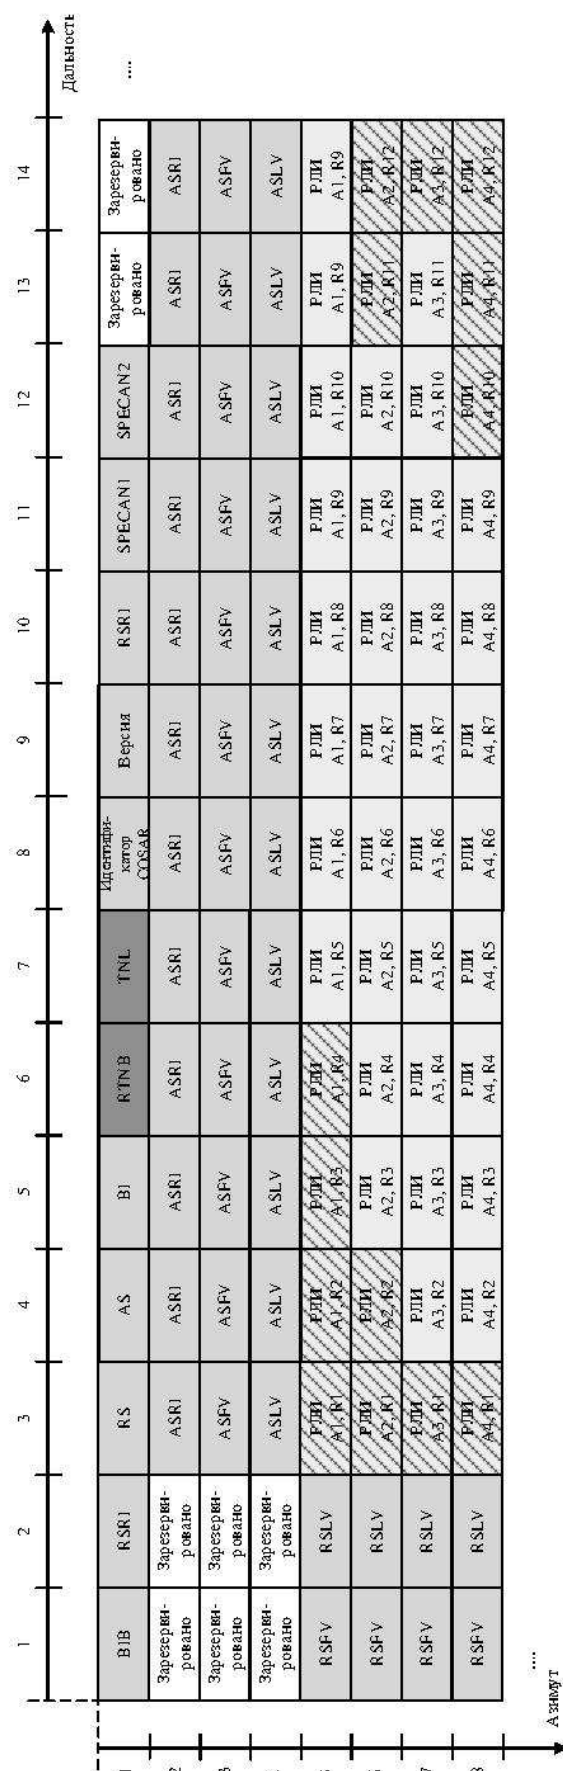 1 2 3 4 5 6 7 8 9 10 11 12 13 14
Дальность
BIB RSRI RS AS BI RTNB TNL Идентифи- Версия RSRI SPECAN1 SPECAN2 Зарезерви- Зарезерви- ....
катор ровано ровано
COSAR
Зарезерви- Зарезерви- ASRI ASRI ASRI ASRI ASRI ASRI ASRI ASRI ASRI ASRI ASRI ASRI
ровано ровано
Зарезерви- Зарезерви- ASFV ASFV ASFV ASFV ASFV ASFV ASFV ASFV ASFV ASFV ASFV ASFV
ровано ровано
Зарезерви- Зарезерви- ASLV ASLV ASLV ASLV ASLV ASLV ASLV ASLV ASLV ASLV ASLV ASLV
ровано ровано
RSFV RSLV РЛИ РЛИ РЛИ РЛИ РЛИ РЛИ РЛИ РЛИ РЛИ РЛИ РЛИ РЛИ
A1, R1 A1, R2 A1, R3 A1, R4 A1, R5 A1, R6 A1, R7 A1, R8 A1, R9 A1, R10 A1, R9 A1, R9
RSFV RSLV РЛИ РЛИ РЛИ РЛИ РЛИ РЛИ РЛИ РЛИ РЛИ РЛИ РЛИ РЛИ
A2, R1 A2, R2 A2, R3 A2, R4 A2, R5 A2, R6 A2, R7 A2, R8 A2, R9 A2, R10 A2, R11 A2, R12
RSFV RSLV РЛИ РЛИ РЛИ РЛИ РЛИ РЛИ РЛИ РЛИ РЛИ РЛИ РЛИ РЛИ
A3, R1 A3, R2 A3, R3 A3, R4 A3, R5 A3, R6 A3, R7 A3, R8 A3, R9 A3, R10 A3, R11 A3, R12
RSFV RSLV РЛИ РЛИ РЛИ РЛИ РЛИ РЛИ РЛИ РЛИ РЛИ РЛИ РЛИ РЛИ
A4, R1 A4, R2 A4, R3 A4, R4 A4, R5 A4, R6 A4, R7 A4, R8 A4, R9 A4, R10 A4, R11 A4, R12
....
Азимут